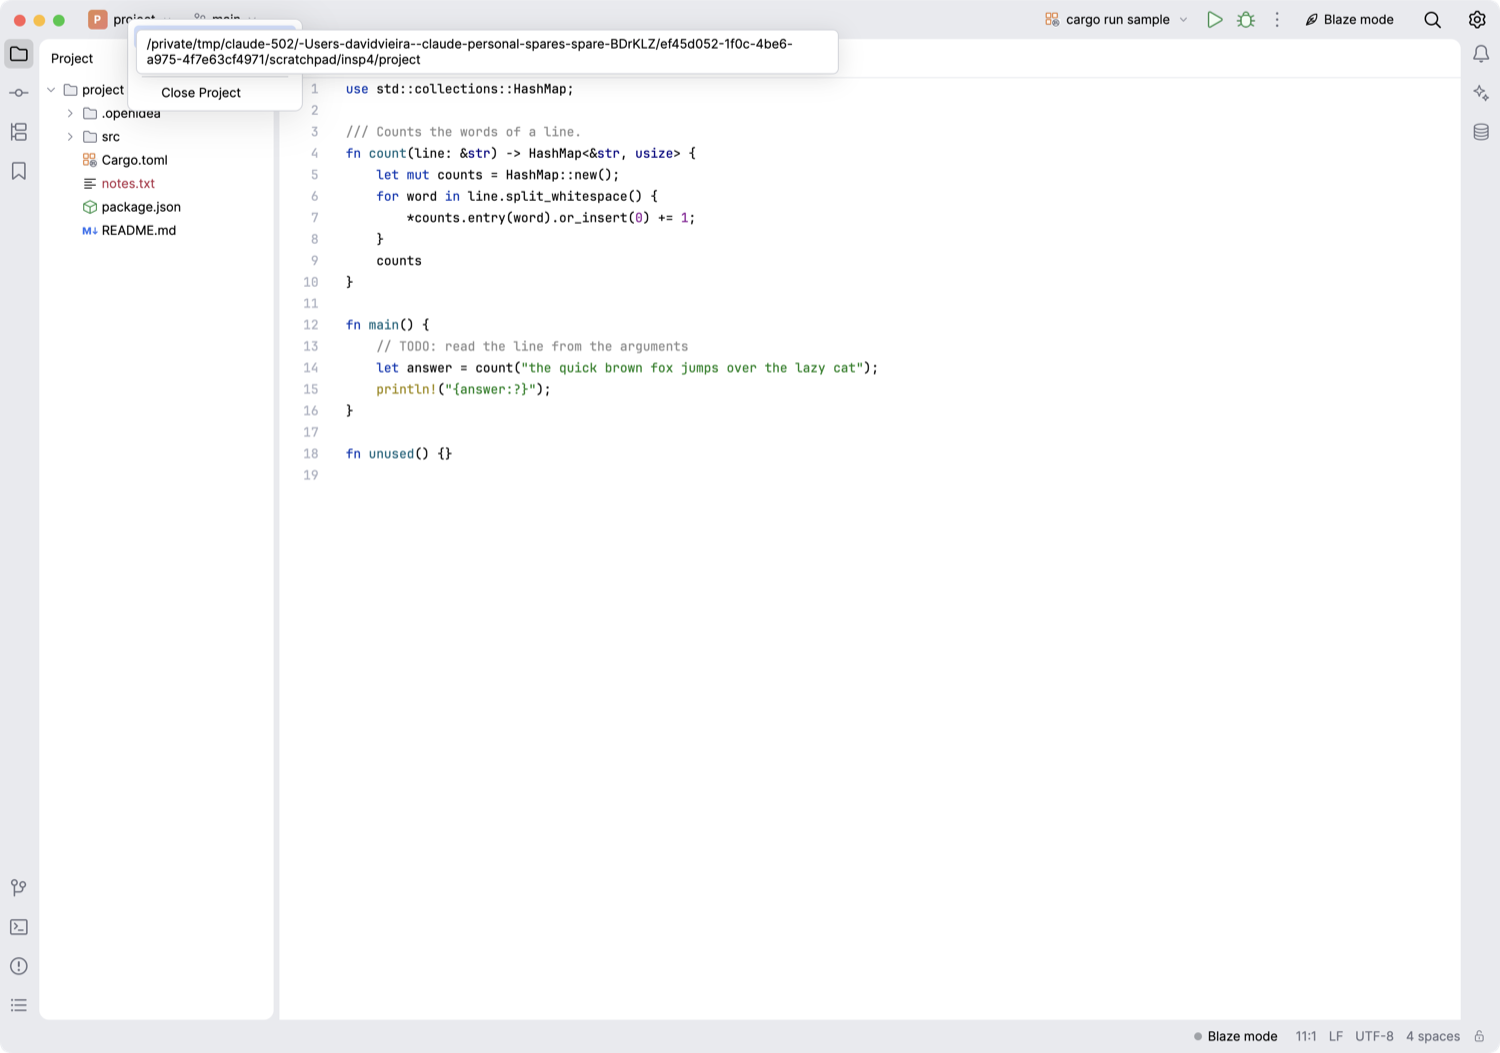 P
/private/tmp/claude-502/-Users-davidvieira--claude-personal-spares-spare-BDrKLZ/ef45d052-1f0c-4be6-
a975-4f7e63cf4971/scratchpad/insp4/project
Close Project
cargo run sample
Blaze mode
Project
project
src
Cargo.toml
notes.txt
package.json
M↓ README.md
1 use std::collections::HashMap;
2
3 /// Counts the words of a line.
4 fn count(line: &str) -> HashMap<&str, usize> {
5 let mut counts = HashMap::new();
6 for word in line.split_whitespace() {
7 *counts.entry(word).or_insert(0) += 1;
8 }
9 counts
10 }
11
12 fn main() {
13 // TODO: read the line from the arguments
14 let answer = count("the quick brown fox jumps over the lazy cat");
15 println!("{answer:?}");
16 }
17
18 fn unused() {}
19
Blaze mode 11:1 LF UTF-8 4 spaces